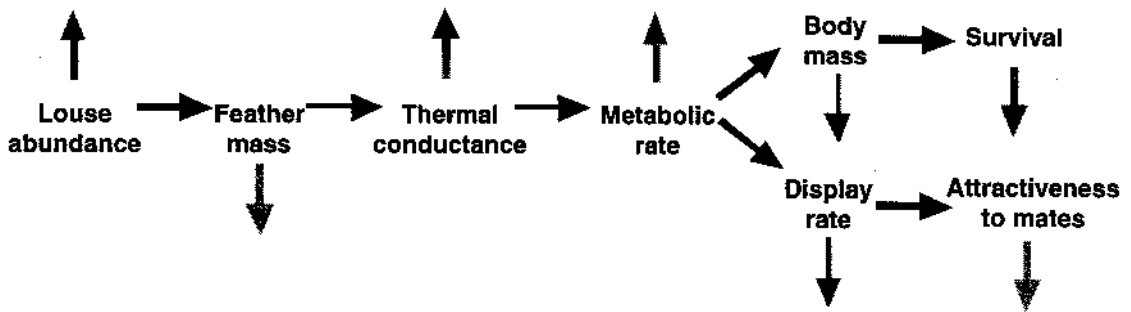 Body
mass
Survival
Louse
abundance
Feather
mass
Thermal
conductance
Metabolic
rate
Display
rate
Attractiveness
to mates